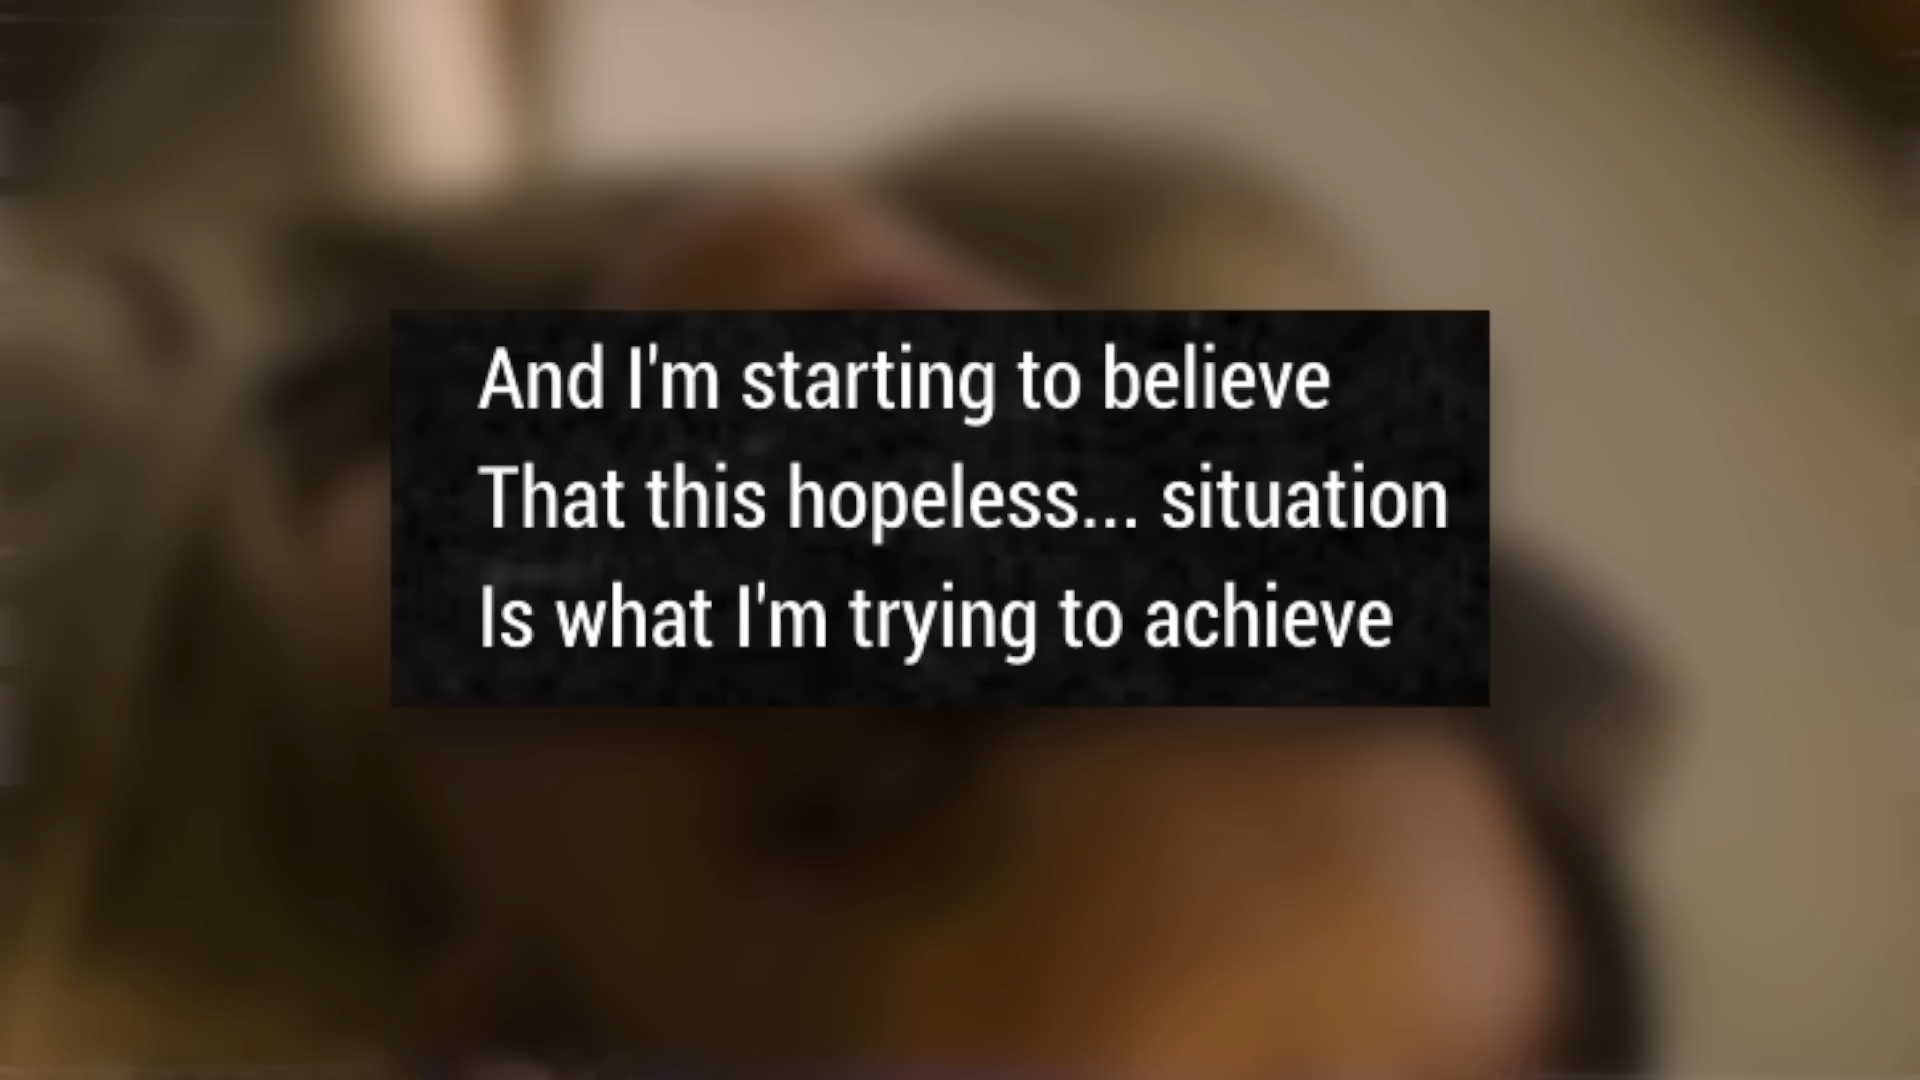 And I'm starting to believe
That this hopeless... situation
Is what I'm trying to achieve